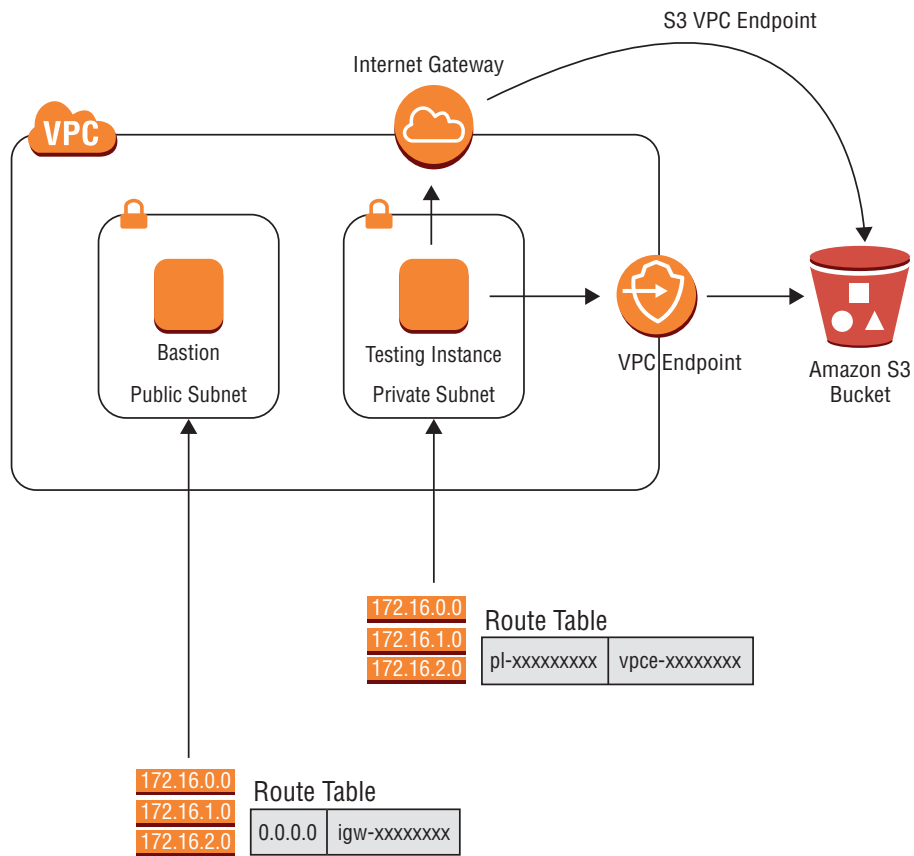 S3 VPC Endpoint
Internet Gateway
VPC
Bastion
Public Subnet
Testing Instance
Private Subnet
VPC Endpoint
Amazon S3
Bucket
172.16.0.0
172.16.1.0
172.16.2.0
Route Table
pl-xxxxxxxxx vpce-xxxxxxxx
172.16.0.0
172.16.1.0
172.16.2.0
Route Table
0.0.0.0 igw-xxxxxxxx